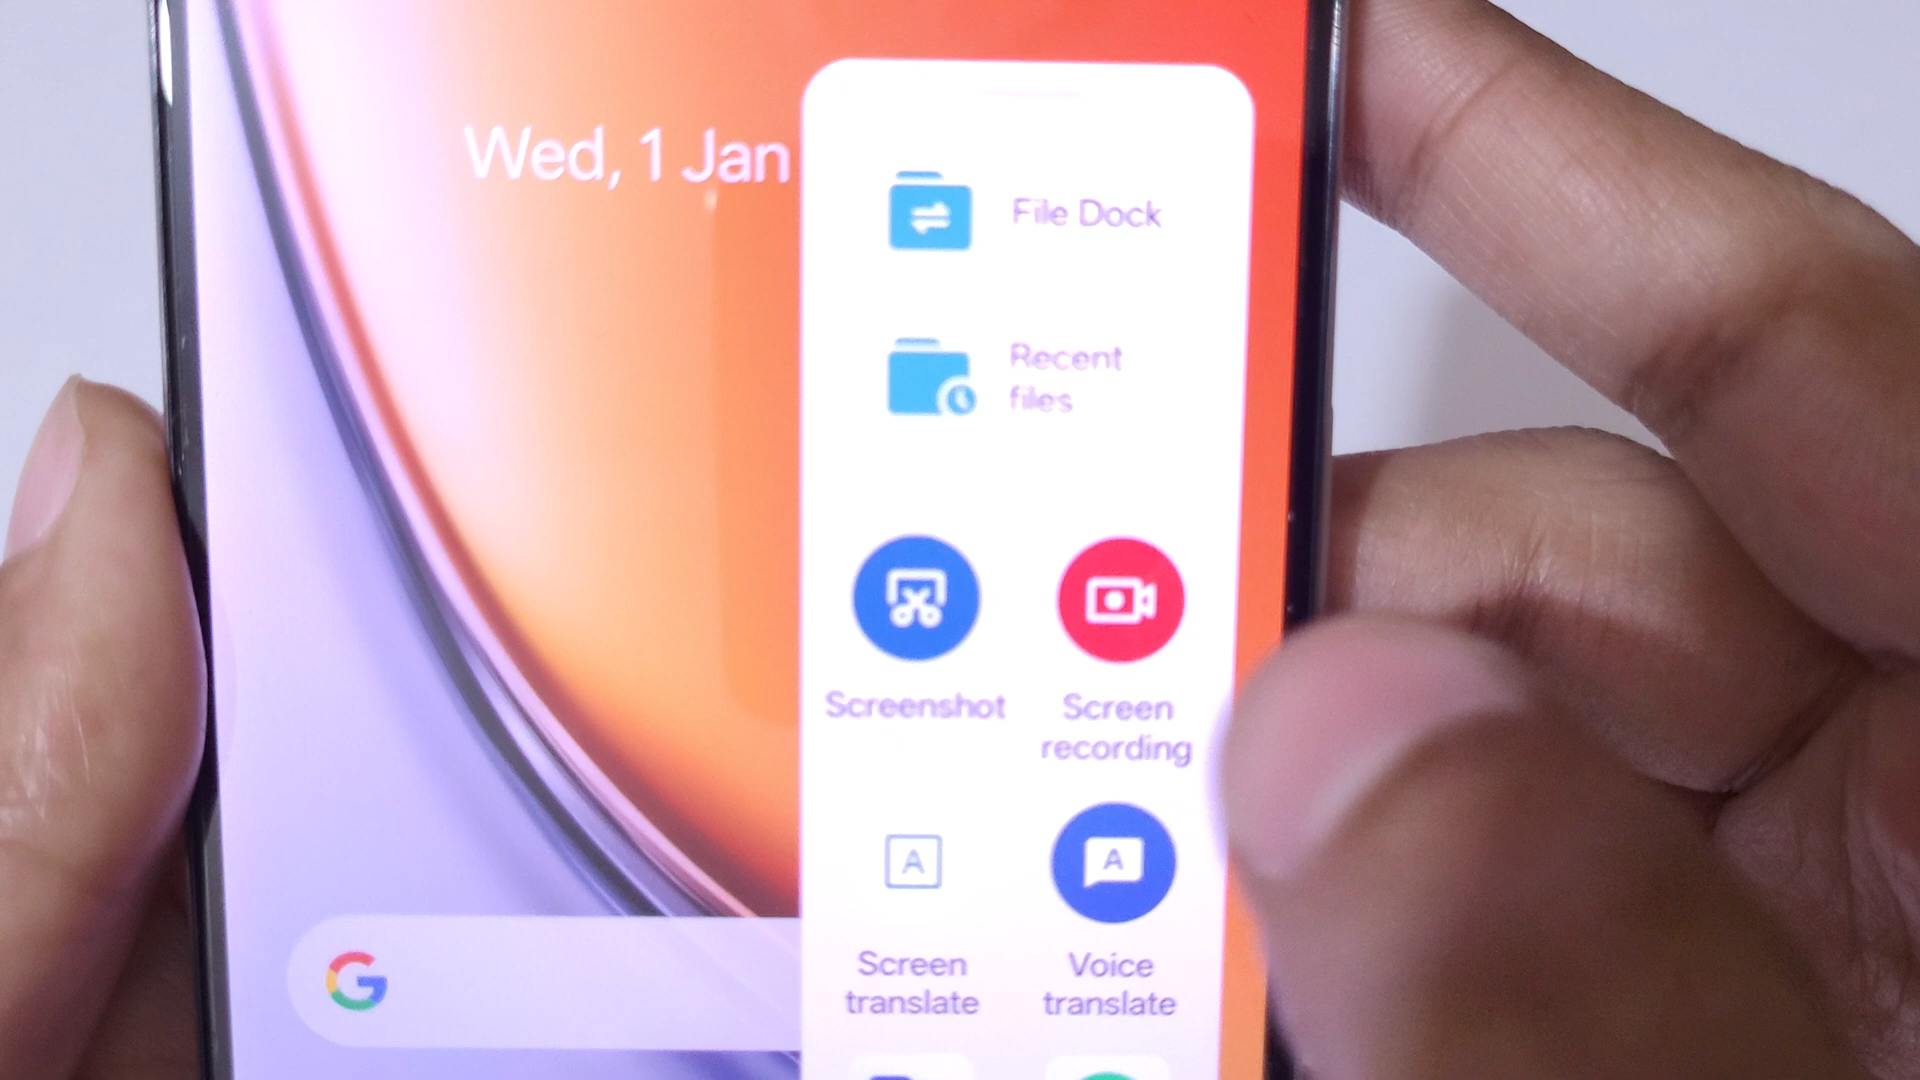 Wed, 1 Jan
File Dock
Recent
files
Screenshot
Screen
recording
A
A
Screen
translate
Voice
translate
G